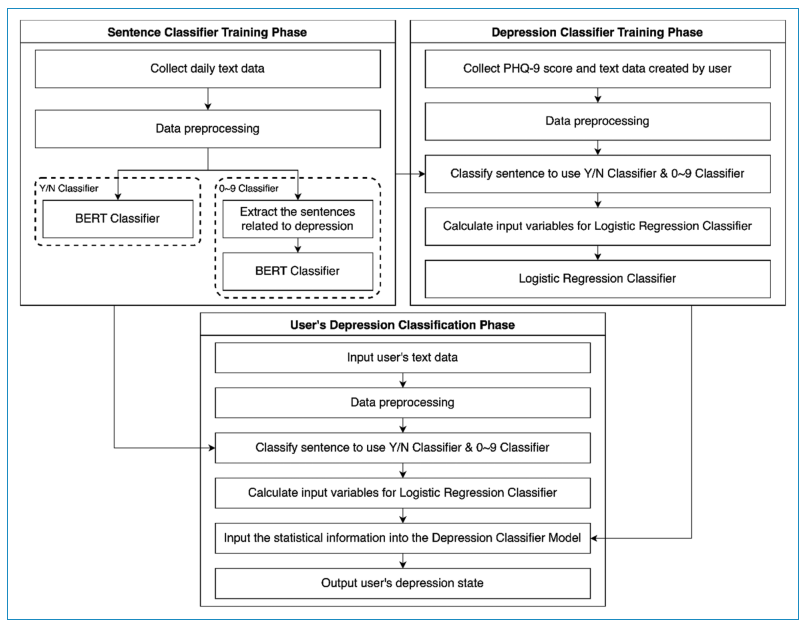 Sentence Classifier Training Phase
Collect daily text data
Data preprocessing
Y/N Classifier
BERT Classifier
0~9 Classifier
Extract the sentences
related to depression
BERT Classifier
Depression Classifier Training Phase
Collect PHQ-9 score and text data created by user
Data preprocessing
Classify sentence to use Y/N Classifier & 0~9 Classifier
Calculate input variables for Logistic Regression Classifier
Logistic Regression Classifier
User's Depression Classification Phase
Input user's text data
Data preprocessing
Classify sentence to use Y/N Classifier & 0~9 Classifier
Calculate input variables for Logistic Regression Classifier
Input the statistical information into the Depression Classifier Model
Output user's depression state